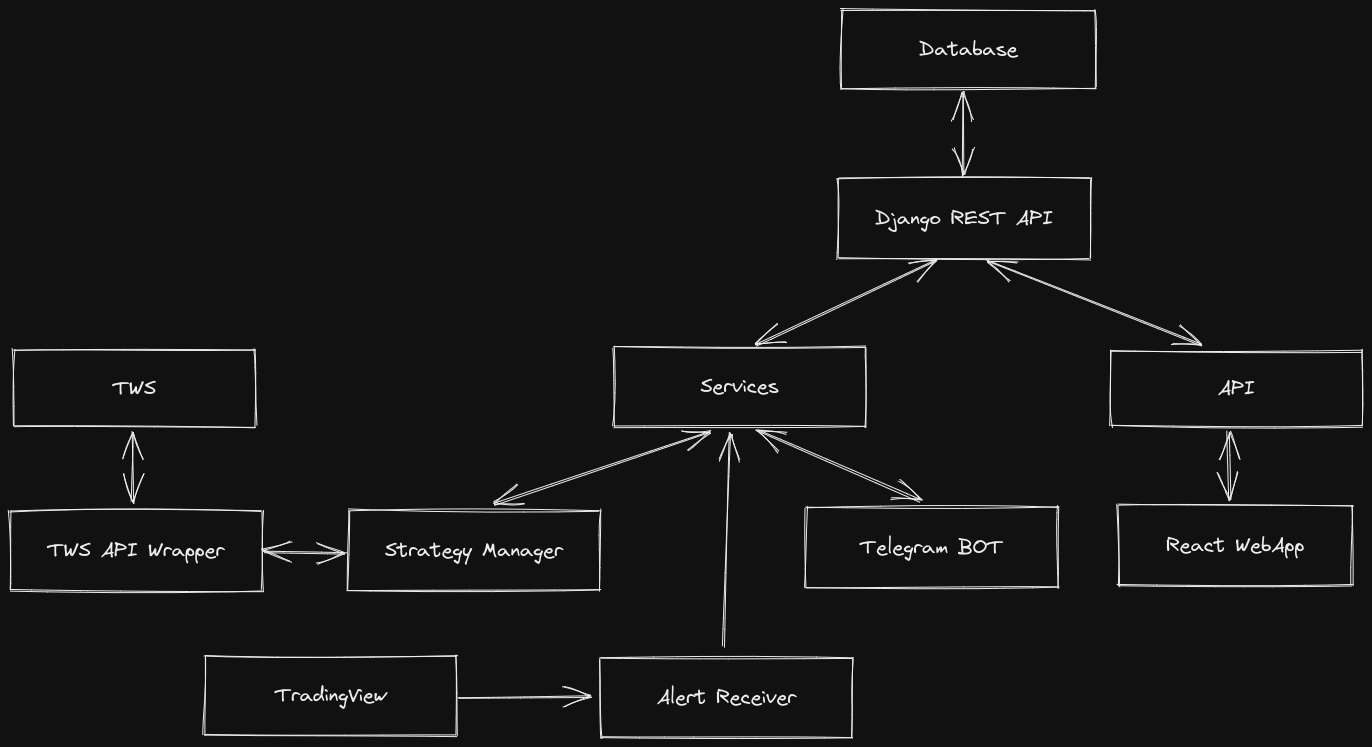 Database
Django REST API
TWS
Services
API
TWS API Wrapper
Strategy Manager
Telegram BOT
React WebApp
TradingView
Alert Receiver